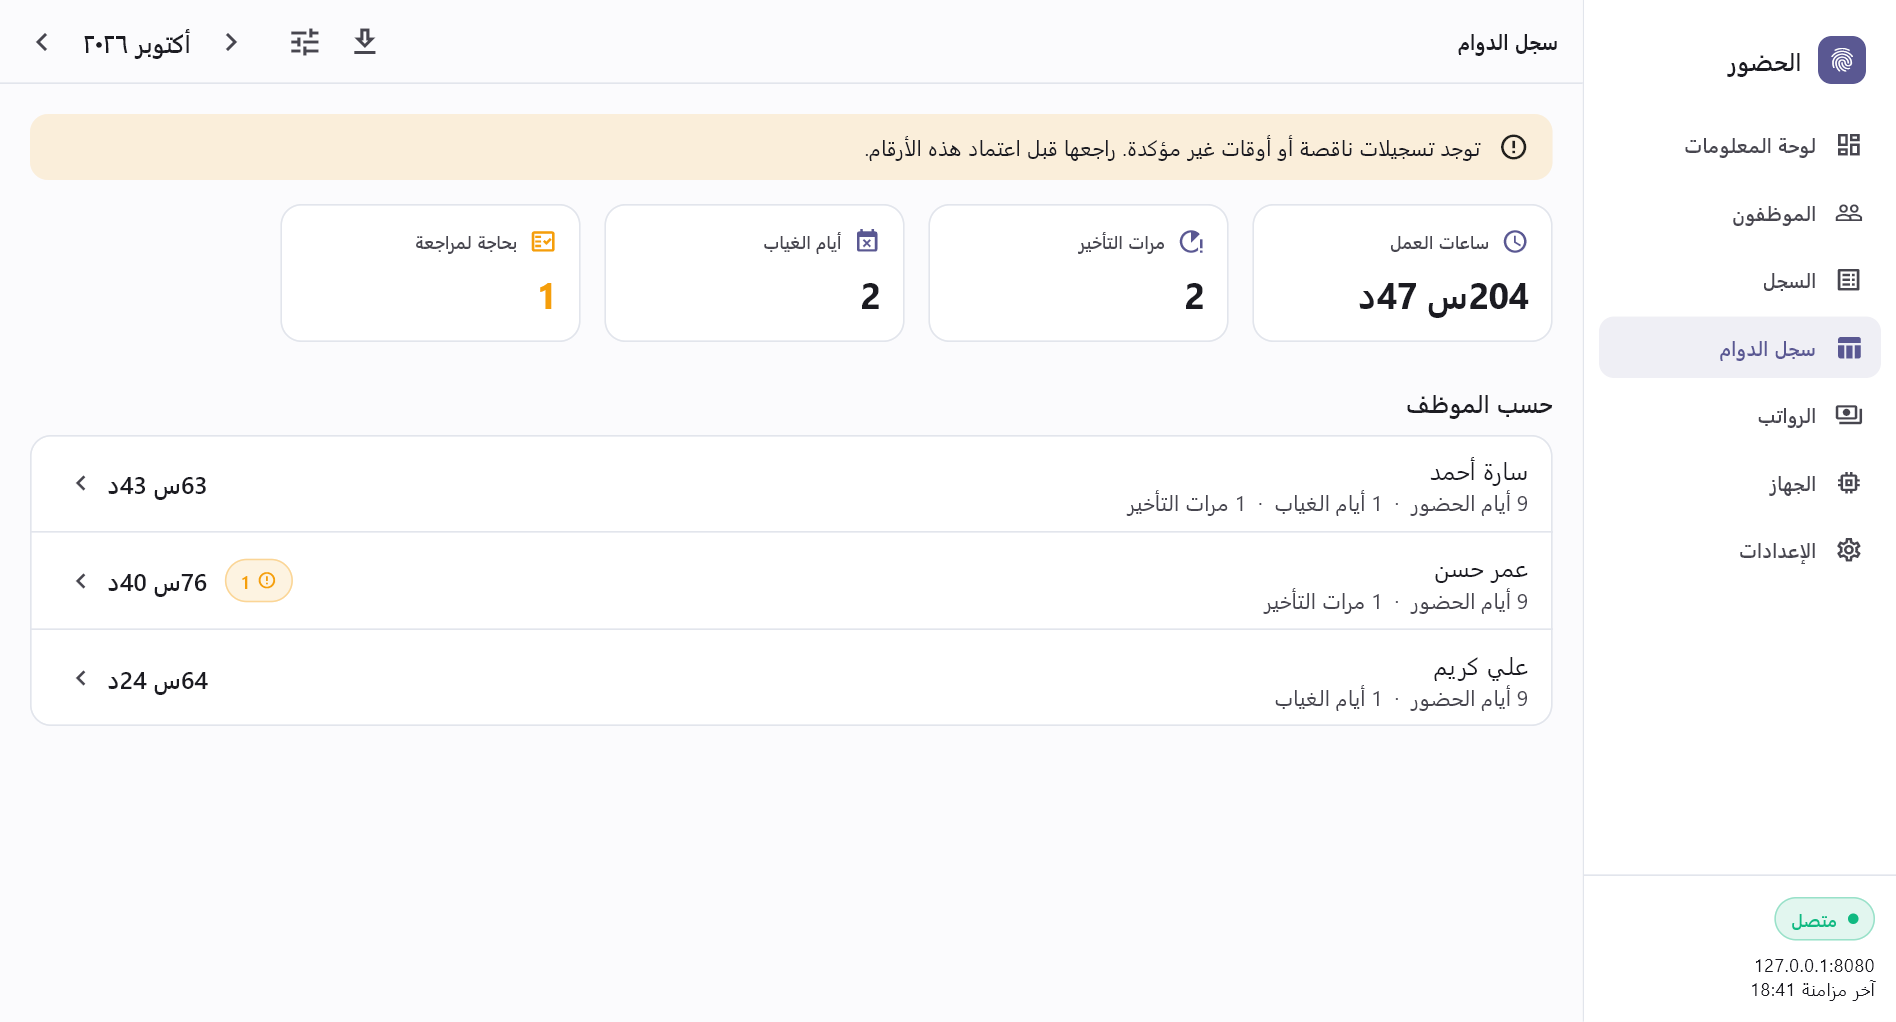 الحضور
لوحة المعلومات
الموظفون
السجل
سجل الدوام
الرواتب
الجهاز
الإعدادات
متصل
127.0.0.1:8080
آخر مزامنة 18:41
سجل الدوام
أكتوبر ٢٠٢٦
توجد تسجيلات ناقصة أو أوقات غير مؤكدة. راجعها قبل اعتماد هذه الأرقام.
ساعات العمل
204س 47د
مرات التأخير
2
أيام الغياب
2
بحاجة لمراجعة
1
حسب الموظف
سارة أحمد
9 أيام الحضور · 1 أيام الغياب · 1 مرات التأخير
63س 43د
عمر حسن
9 أيام الحضور · 1 مرات التأخير
1
76س 40د
علي كريم
9 أيام الحضور · 1 أيام الغياب
64س 24د